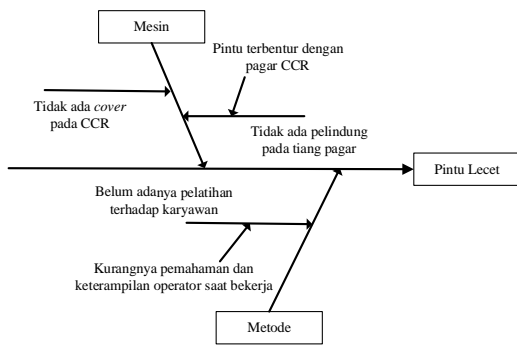 Mesin
Pintu terbentur dengan
pagar CCR
Tidak ada cover
pada CCR
Tidak ada pelindung
pada tiang pagar
Pintu Lecet
Belum adanya pelatihan
terhadap karyawan
Kurangnya pemahaman dan
keterampilan operator saat bekerja
Metode